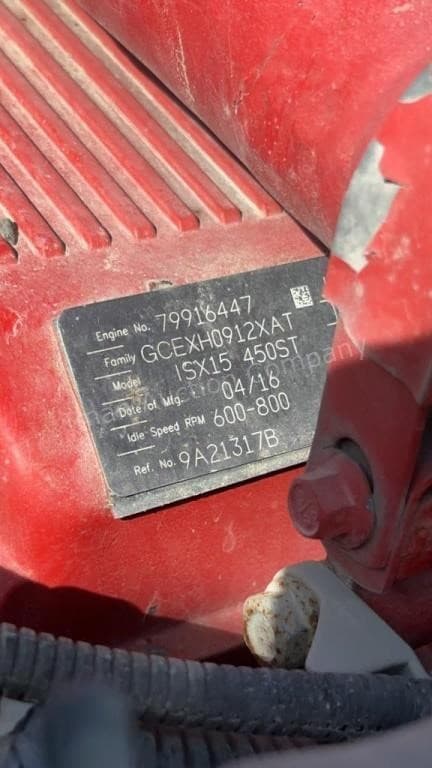 Engine No. 79916447
Family GCEXH0912XAT
Model ISX15 450ST
Date of Mfg. 04/16
Idle Speed RPM 600-800
Ref. No. 9A21317B